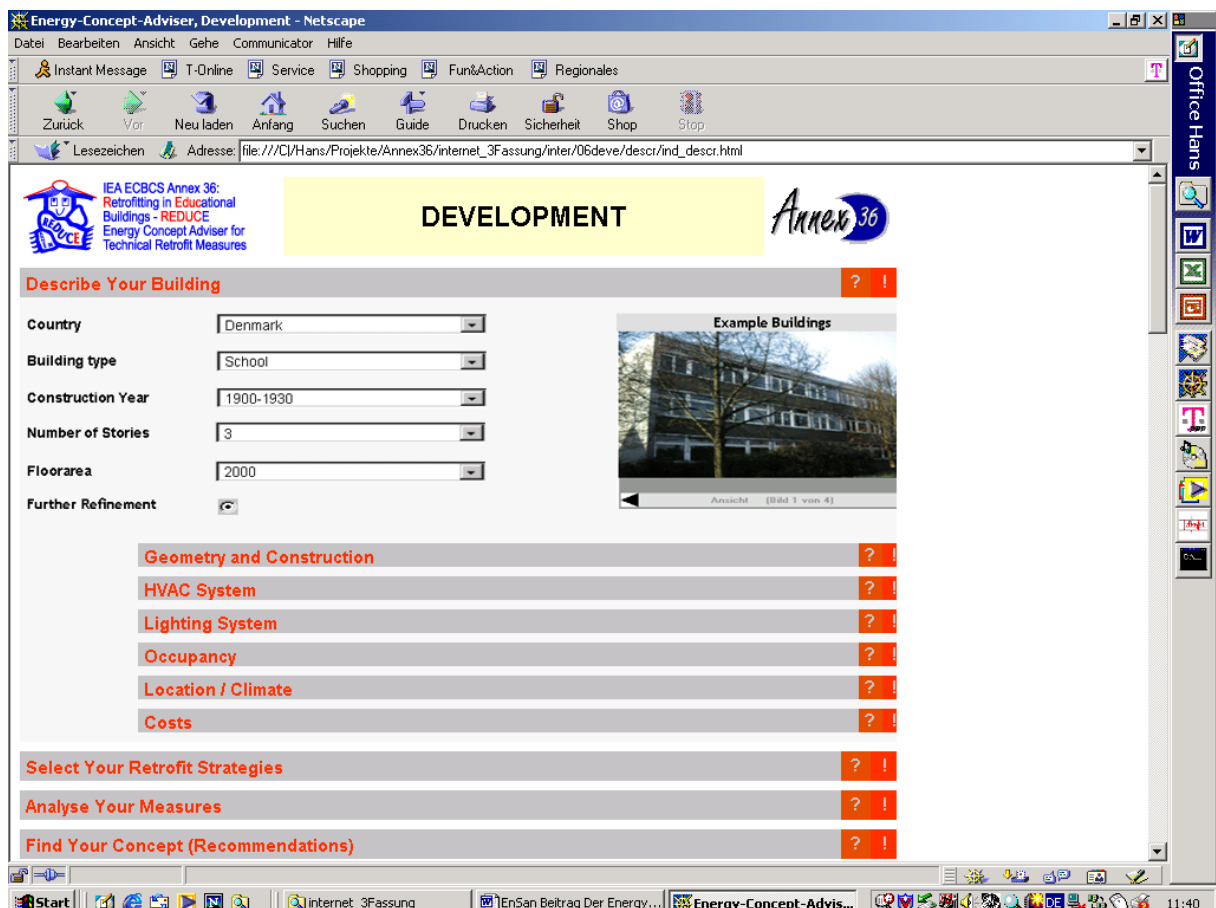 Energy-Concept-Adviser, Development - Netscape
Datei Bearbeiten Ansicht Gehe Communicator Hilfe
Instant Message T-Online Service Shopping Fun&Action Regionales
Zurück Vor Neu laden Anfang Suchen Guide Drucken Sicherheit Shop Stop
Lesezeichen Adresse: file:///C|/Hans/Projekte/Annex36/internet_3Fassung/inter/06deve/descr/ind_descr.html
Office Hans
REDUCE
IEA ECBCS Annex 36:
Retrofitting in Educational
Buildings - REDUCE
Energy Concept Adviser for
Technical Retrofit Measures
DEVELOPMENT
Annex 36
Describe Your Building ? !
Country Denmark
Building type School
Construction Year 1900-1930
Number of Stories 3
Floorarea 2000
Further Refinement
Example Buildings
Ansicht (Bild 1 von 4)
Geometry and Construction ? !
HVAC System ? !
Lighting System ? !
Occupancy ? !
Location / Climate ? !
Costs ? !
Select Your Retrofit Strategies ? !
Analyse Your Measures ? !
Find Your Concept (Recommendations) ? !
Start internet_3Fassung EnSan Beitrag Der Energy... Energy-Concept-Advis... DE 11:40